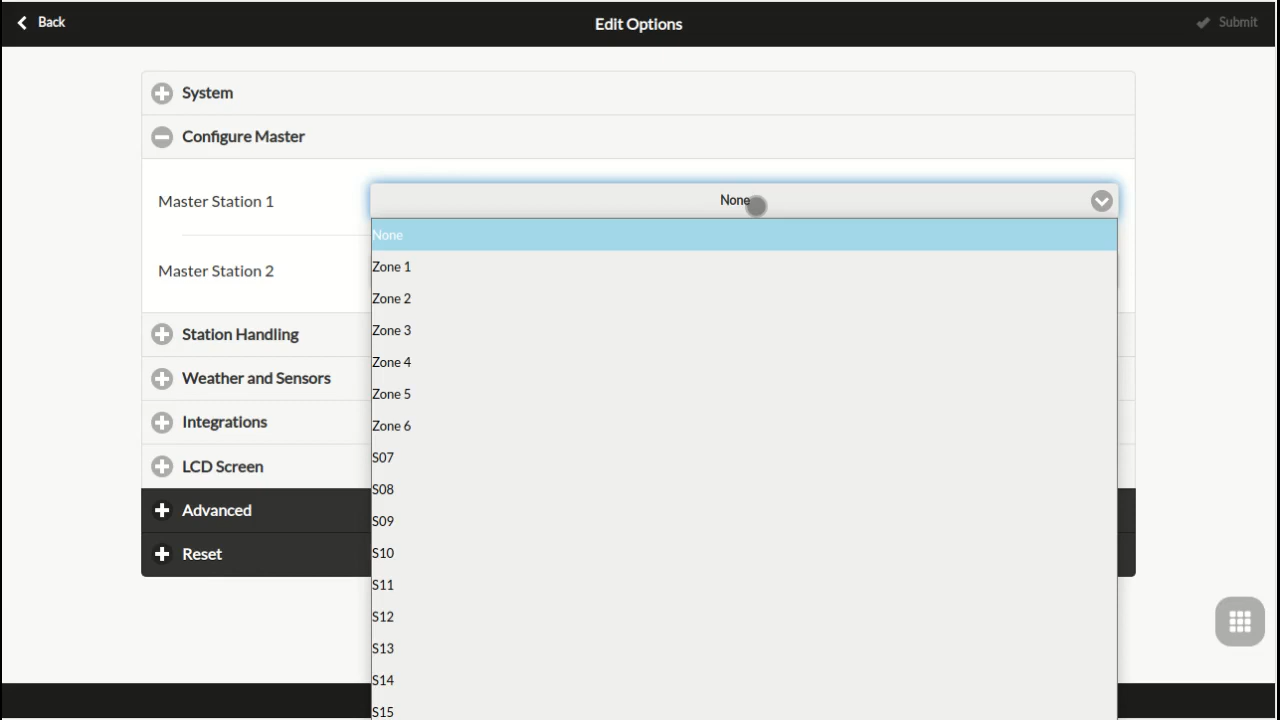 Back
Edit Options
Submit
System
Configure Master
Master Station 1
None
None
Zone 1
Master Station 2
Zone 2
Zone 3
Station Handling
Zone 4
Weather and Sensors
Zone 5
Integrations
Zone 6
S07
LCD Screen
S08
Advanced
S09
S10
Reset
S11
S12
S13
S14
S15